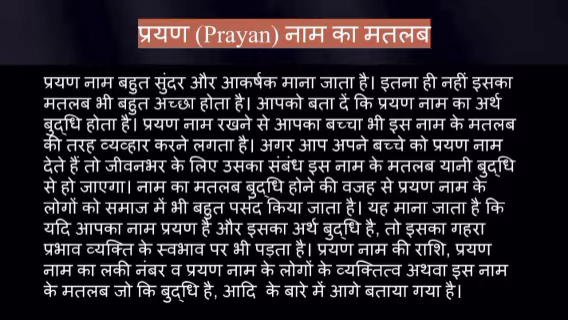 प्रयण (Prayan) नाम का मतलब
प्रयण नाम बहुत सुंदर और आकर्षक माना जाता है। इतना ही नहीं इसका
मतलब भी बहुत अच्छा होता है। आपको बता दें कि प्रयण नाम का अर्थ
बुद्धि होता है। प्रयण नाम रखने से आपका बच्चा भी इस नाम के मतलब
की तरह व्यव्हार करने लगता है। अगर आप अपने बच्चे को प्रयण नाम
देते हैं तो जीवनभर के लिए उसका संबंध इस नाम के मतलब यानी बुद्धि
से हो जाएगा। नाम का मतलब बुद्धि होने की वजह से प्रयण नाम के
लोगों को समाज में भी बहुत पसंद किया जाता है। यह माना जाता है कि
यदि आपका नाम प्रयण है और इसका अर्थ बुद्धि है, तो इसका गहरा
प्रभाव व्यक्ति के स्वभाव पर भी पड़ता है। प्रयण नाम की राशि, प्रयण
नाम का लकी नंबर व प्रयण नाम के लोगों के व्यक्तित्व अथवा इस नाम
के मतलब जो कि बुद्धि है, आदि के बारे में आगे बताया गया है।